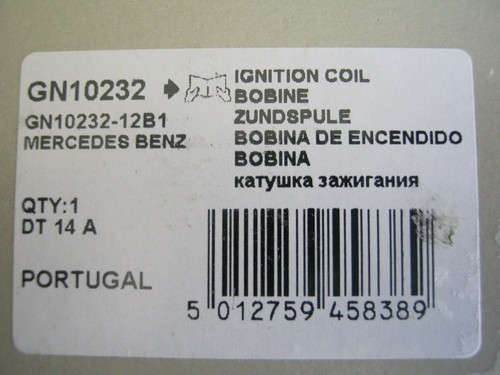 GN10232
GN10232-12B1
MERCEDES BENZ
IGNITION COIL
BOBINE
ZUNDSPULE
BOBINA DE ENCENDIDO
BOBINA
катушка зажигания
QTY:1
DT 14 A
PORTUGAL
5 012759 458389